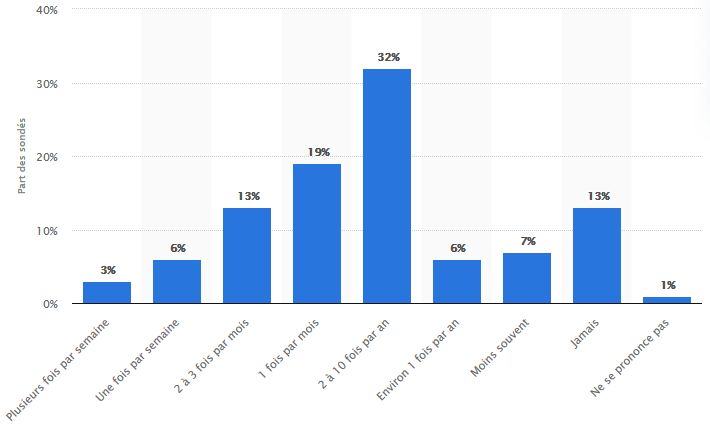 40%
30%
20%
10%
0%
Part des sondés
3%
6%
13%
19%
32%
6%
7%
13%
1%
Plusieurs fois par semaine
Une fois par semaine
2 à 3 fois par mois
1 fois par mois
2 à 10 fois par an
Environ 1 fois par an
Moins souvent
Jamais
Ne se prononce pas